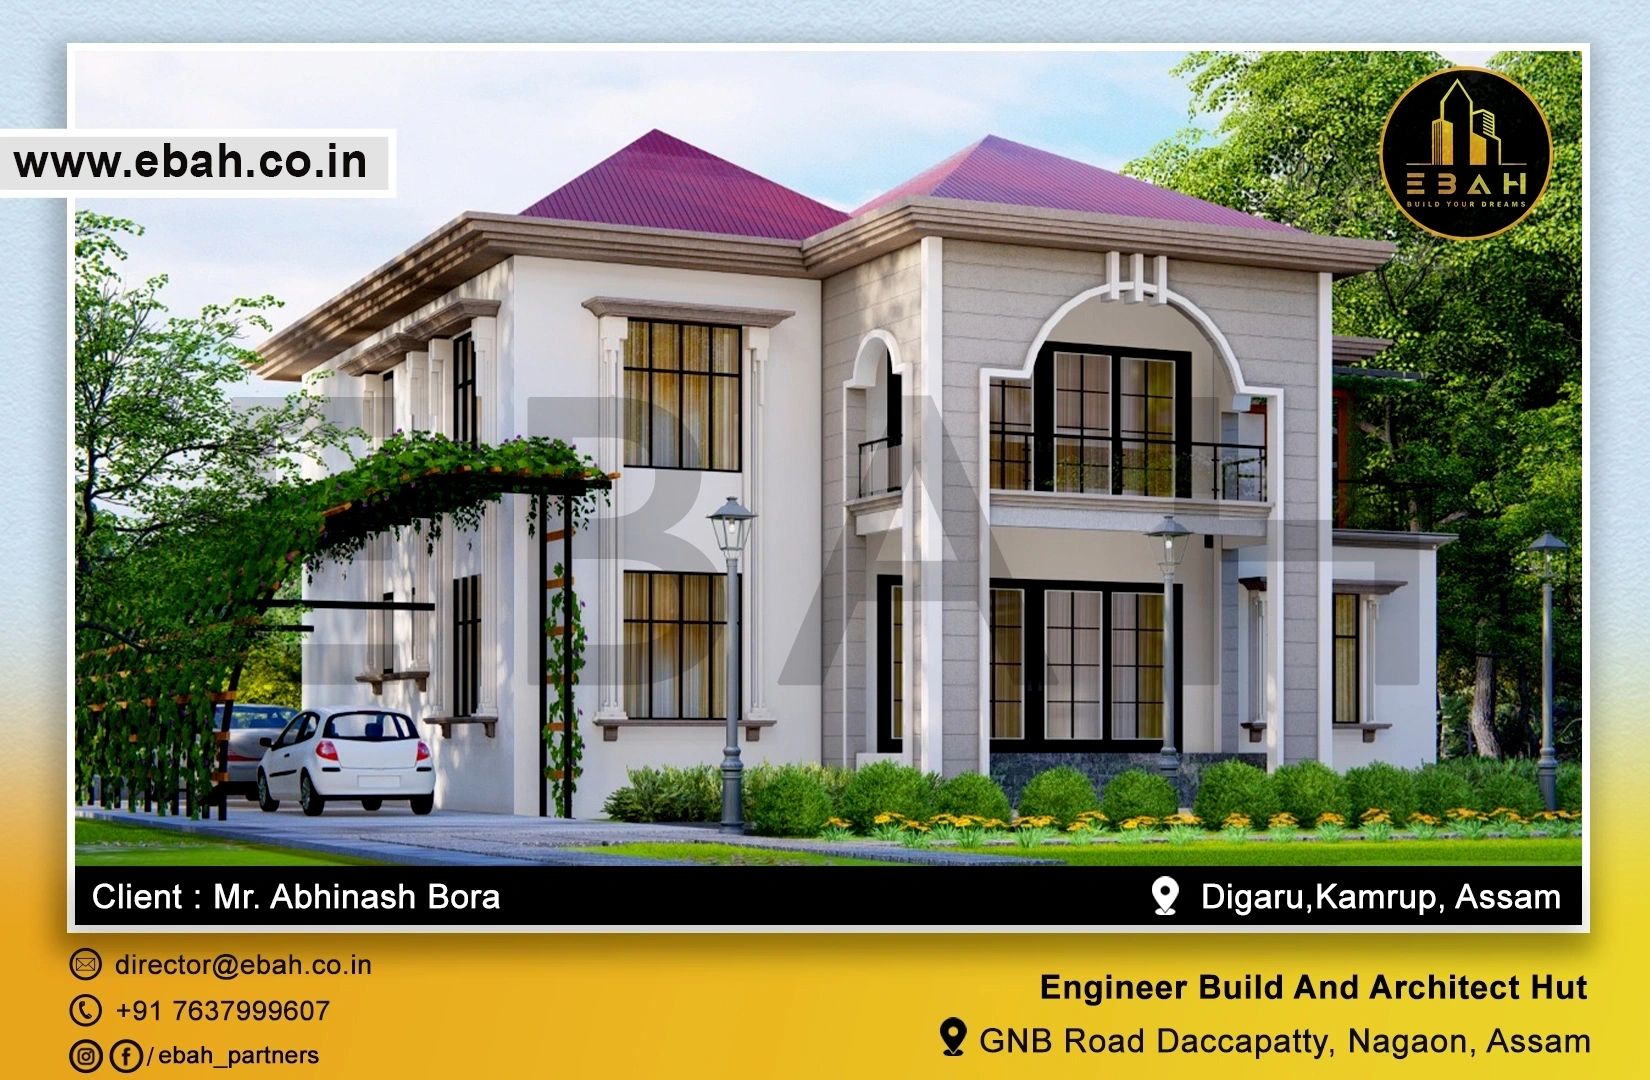 www.ebah.co.in
EBAH
BUILD YOUR DREAMS
EBAH
Client : Mr. Abhinash Bora
Digaru,Kamrup, Assam
director@ebah.co.in
+91 7637999607
/ebah_partners
Engineer Build And Architect Hut
GNB Road Daccapatty, Nagaon, Assam